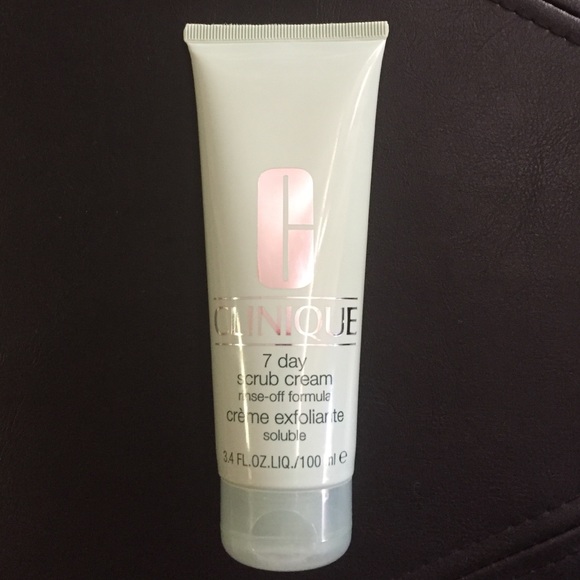 CLINIQUE
7 day
scrub cream
rinse-off formula
crème exfoliante
soluble
3.4 FL.OZ.LIQ./100 ml ℮